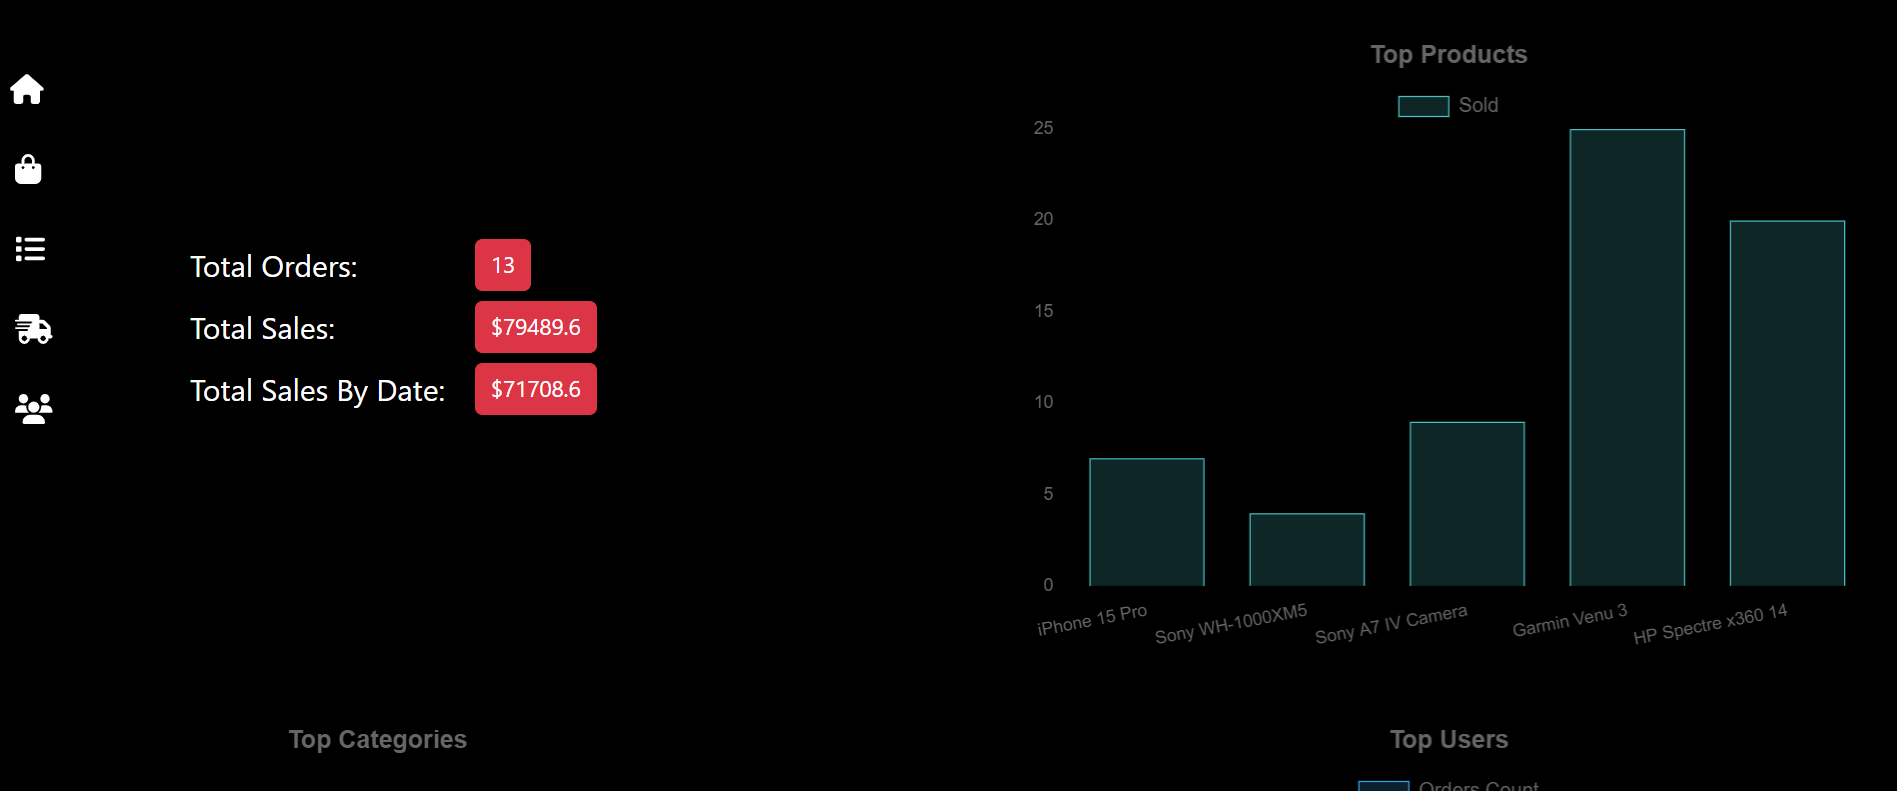 Total Orders: 13
Total Sales: $79489.6
Total Sales By Date: $71708.6
Top Products
Sold
25
20
15
10
5
0
iPhone 15 Pro
Sony WH-1000XM5
Sony A7 IV Camera
Garmin Venu 3
HP Spectre x360 14
Top Categories
Top Users
Orders Count